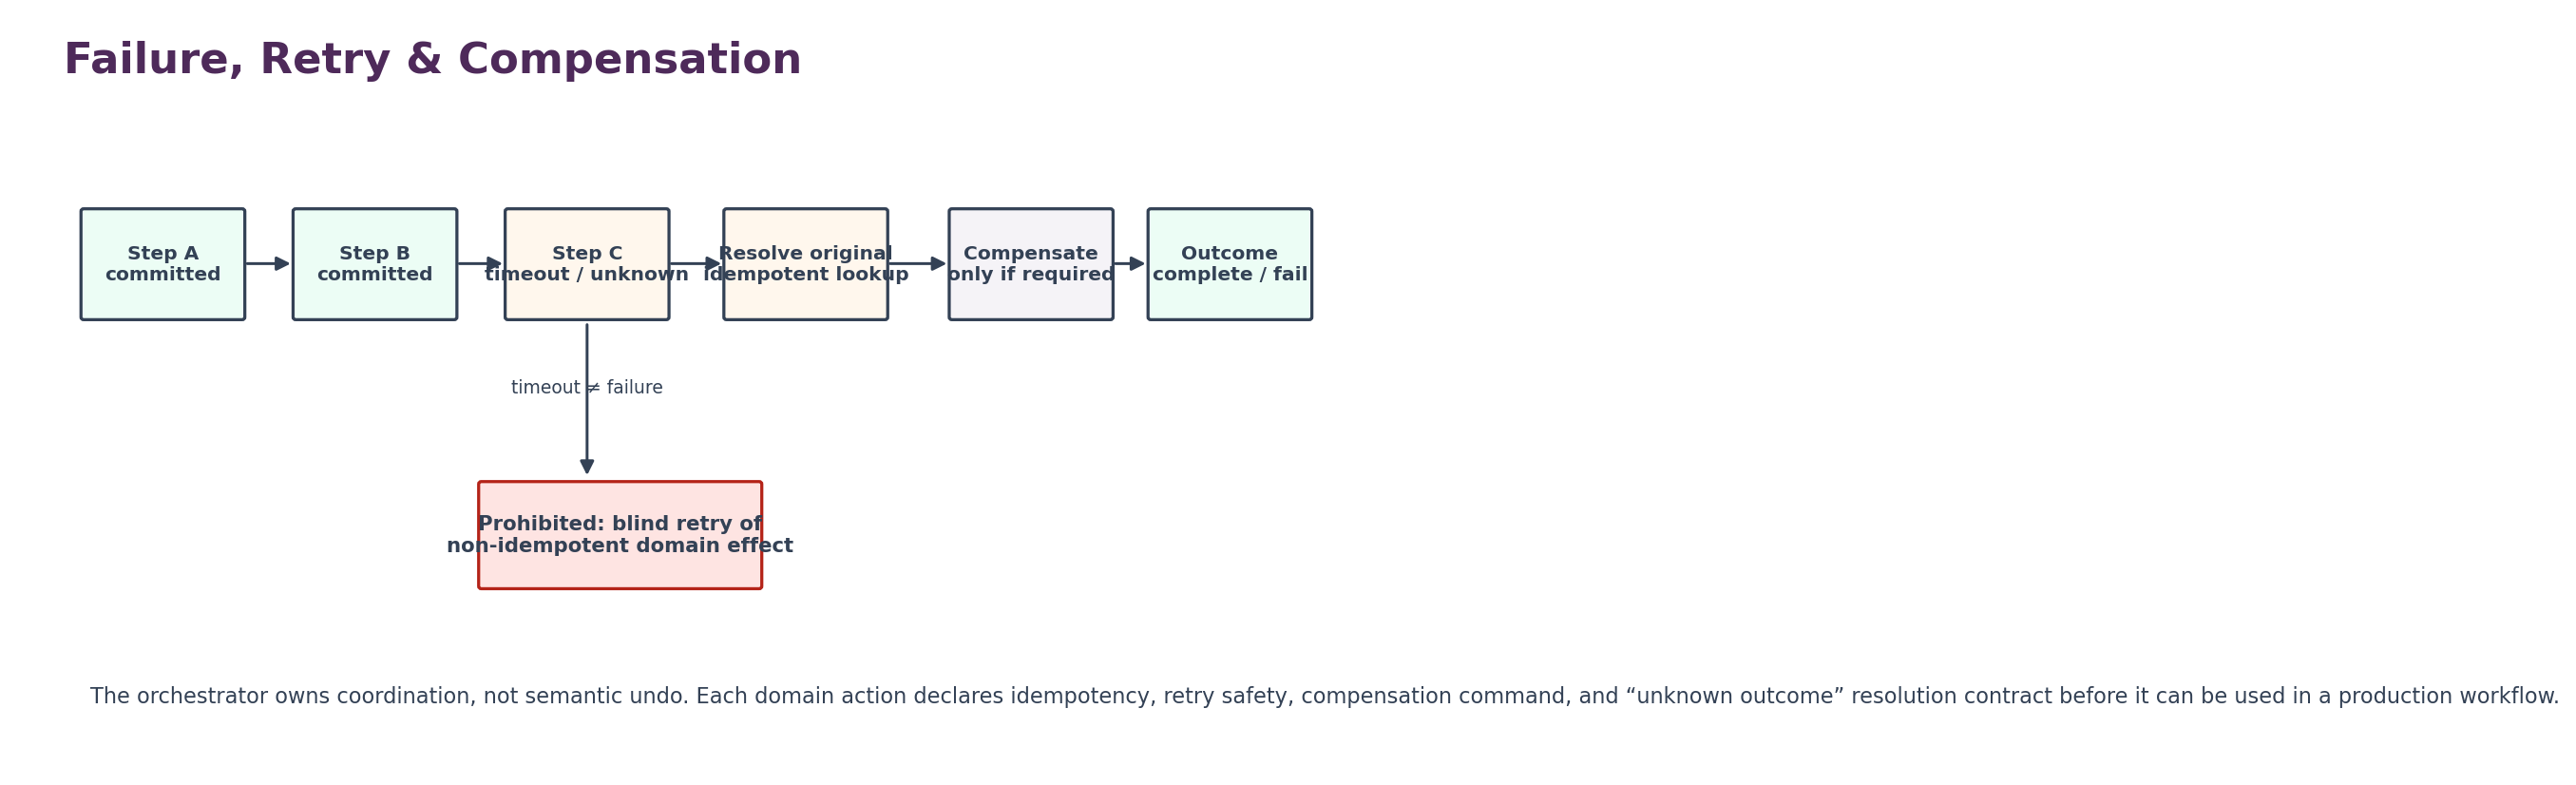 Failure, Retry & Compensation
Step A
committed
Step B
committed
Step C
timeout / unknown
Resolve original
idempotent lookup
Compensate
only if required
Outcome
complete / fail
timeout ≠ failure
Prohibited: blind retry of
non-idempotent domain effect
The orchestrator owns coordination, not semantic undo. Each domain action declares idempotency, retry safety, compensation command, and “unknown outcome” resolution contract before it can be used in a production workflow.